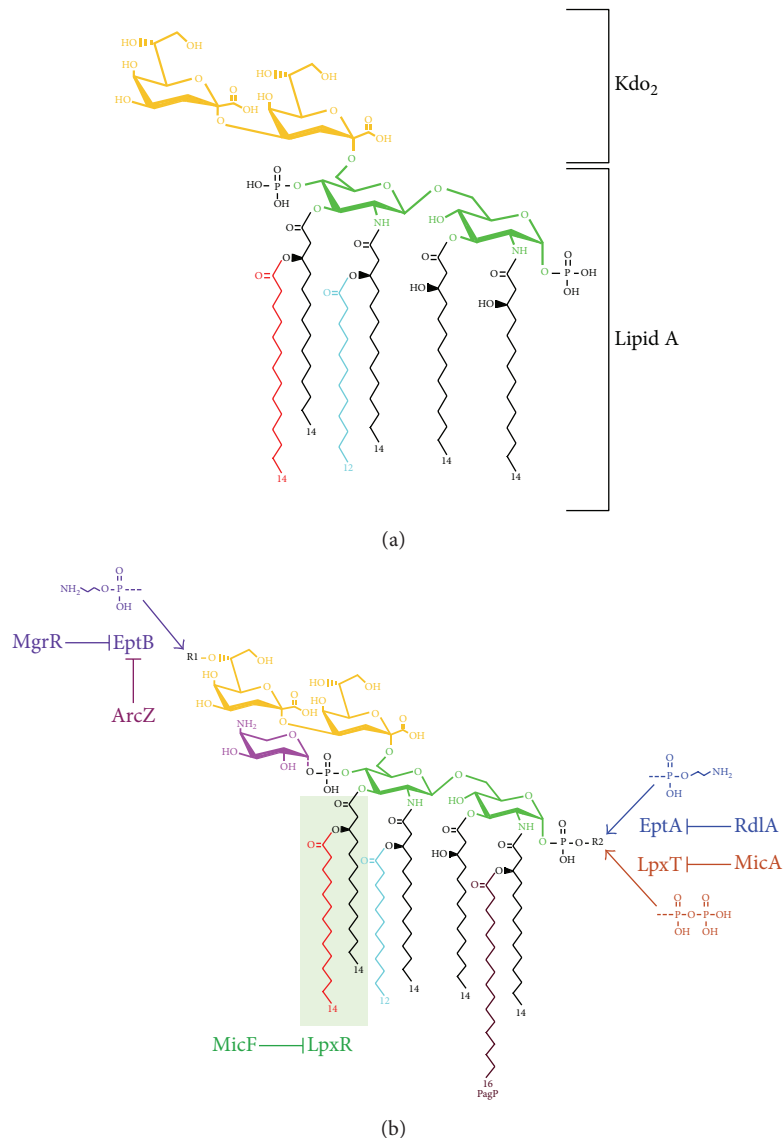 HO
OH
HO
HO
OH
HO
HO
O
O
OH
HO
O
O
O
O
OH
O
Kdo2
O
HO P O
OH
O
O
O
O
NH
HO
O
O
O
NH
O
O
P OH
OH
O
O
O
O
O
O
O
O
HO
O
HO
Lipid A
14
14
14
14
12
14
(a)
O
NH2
O P
OH
MgrR
EptB
ArcZ
R1 O
OH
HO
HO
O
O
OH
HO
OH
HO
O
O
O
OH
NH2
O
HO
OH
O
O
P O
OH
O
O
O
NH
O
O
HO
O
NH
O
O
P O R2
OH
O
P O
OH
NH2
EptA
RdlA
LpxT
MicA
O
O
P O P OH
OH
OH
O
O
O
O
O
O
O
HO
O
O
O
14
14
14
12
14
14
MicF
LpxR
16
PagP
(b)